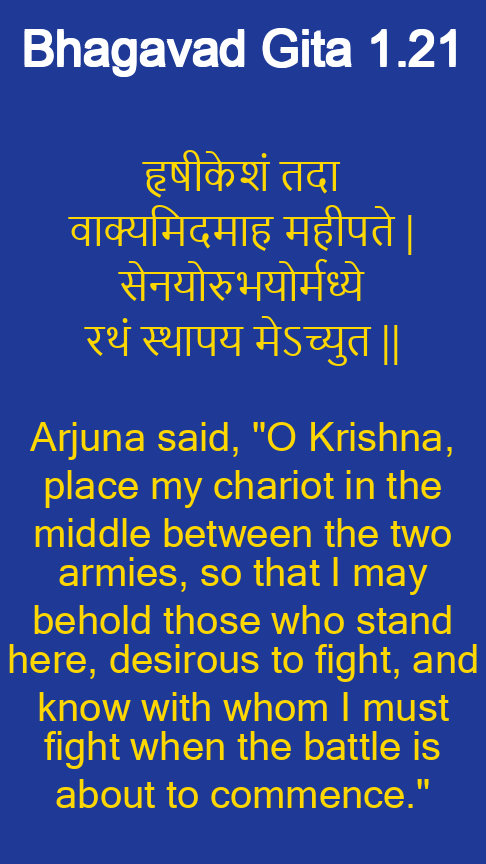 Bhagavad Gita 1.21
हृषीकेशं तदा
वाक्यमिदमाह महीपते |
सेनयोरुभयोर्मध्ये
रथं स्थापय मेऽच्युत ||
Arjuna said, "O Krishna,
place my chariot in the
middle between the two
armies, so that I may
behold those who stand
here, desirous to fight, and
know with whom I must
fight when the battle is
about to commence."